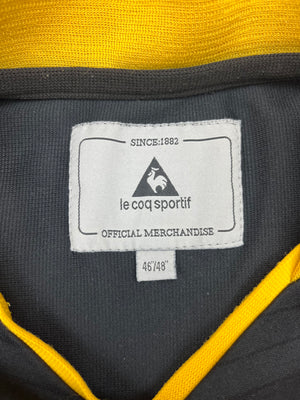 SINCE:1882
le coq sportif
OFFICIAL MERCHANDISE
46"/48"